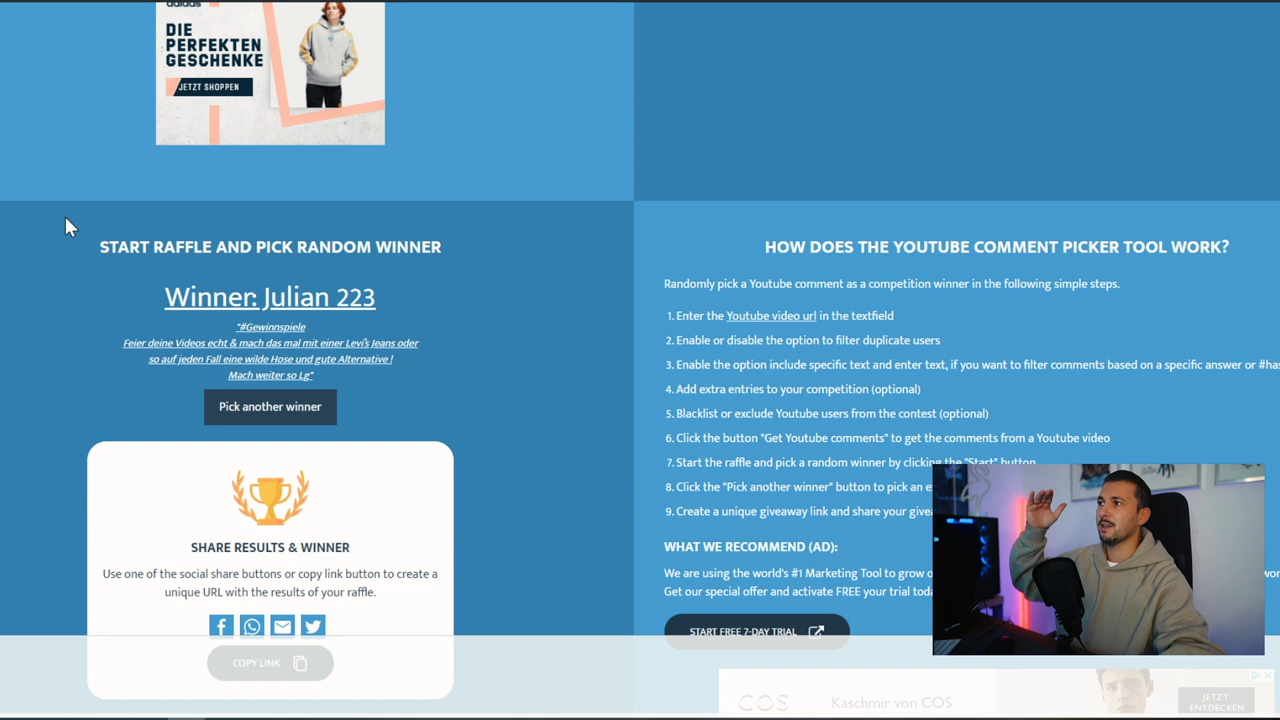 adidas
DIE
PERFEKTEN
GESCHENKE
JETZT SHOPPEN
START RAFFLE AND PICK RANDOM WINNER
Winner: Julian 223
"#Gewinnspiele
Feier deine Videos echt & mach das mal mit einer Levi's Jeans oder
so auf jeden Fall eine wilde Hose und gute Alternative !
Mach weiter so Lg"
Pick another winner
SHARE RESULTS & WINNER
Use one of the social share buttons or copy link button to create a
unique URL with the results of your raffle.
COPY LINK
HOW DOES THE YOUTUBE COMMENT PICKER TOOL WORK?
Randomly pick a Youtube comment as a competition winner in the following simple steps.
1. Enter the Youtube video url in the textfield
2. Enable or disable the option to filter duplicate users
3. Enable the option include specific text and enter text, if you want to filter comments based on a specific answer or #has
4. Add extra entries to your competition (optional)
5. Blacklist or exclude Youtube users from the contest (optional)
6. Click the button "Get Youtube comments" to get the comments from a Youtube video
7. Start the raffle and pick a random winner by clicking the "Start" button
8. Click the "Pick another winner" button to pick an e
9. Create a unique giveaway link and share your givea
WHAT WE RECOMMEND (AD):
We are using the world's #1 Marketing Tool to grow o
Get our special offer and activate FREE your trial toda
START FREE 7-DAY TRIAL
COS
Kaschmir von COS
JETZT
ENTDECKEN